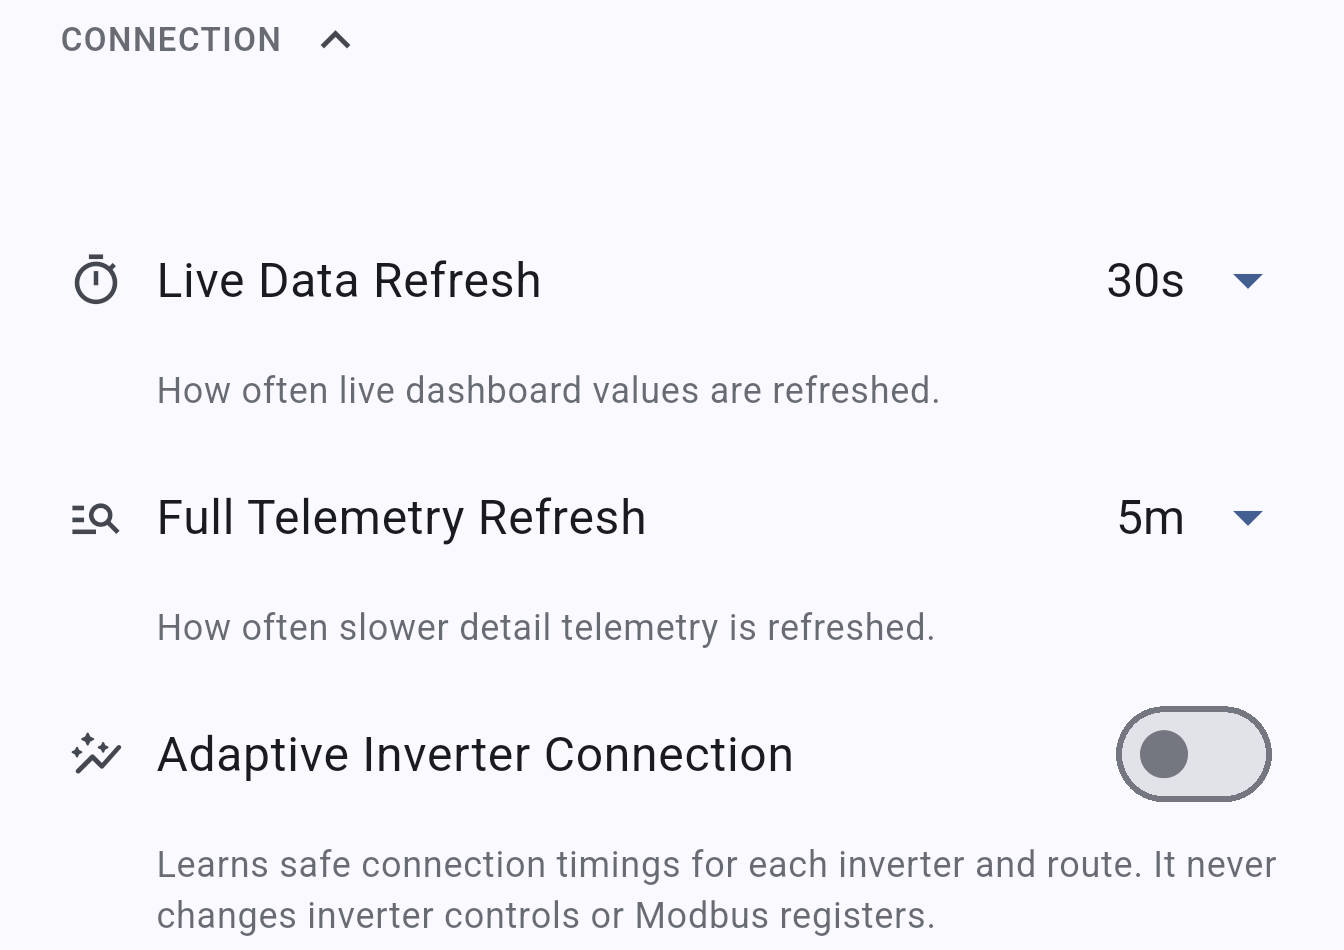 CONNECTION
Live Data Refresh 30s
How often live dashboard values are refreshed.
Full Telemetry Refresh 5m
How often slower detail telemetry is refreshed.
Adaptive Inverter Connection
Learns safe connection timings for each inverter and route. It never
changes inverter controls or Modbus registers.